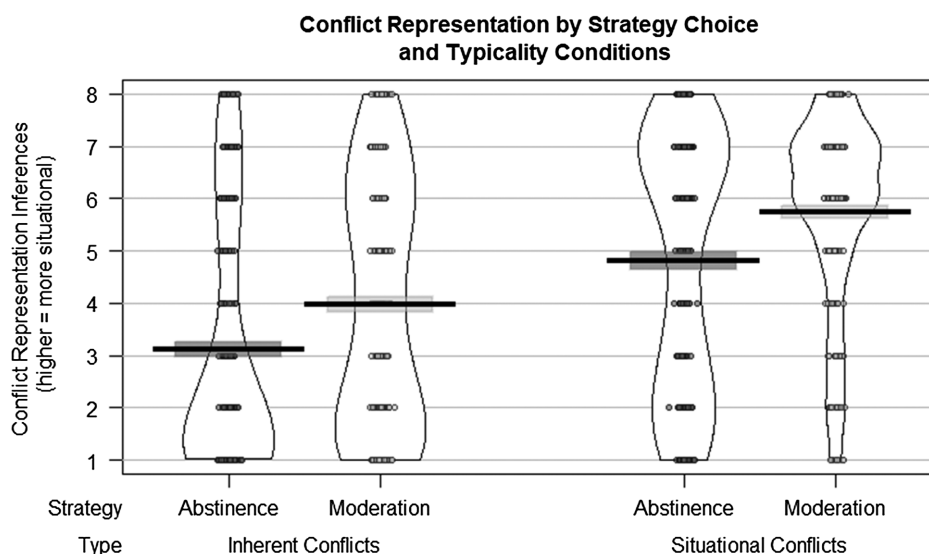 Conflict Representation by Strategy Choice
and Typicality Conditions
Conflict Representation Inferences
(higher = more situational)
8
7
6
5
4
3
2
1
Strategy Abstinence Moderation Abstinence Moderation
Type Inherent Conflicts Situational Conflicts